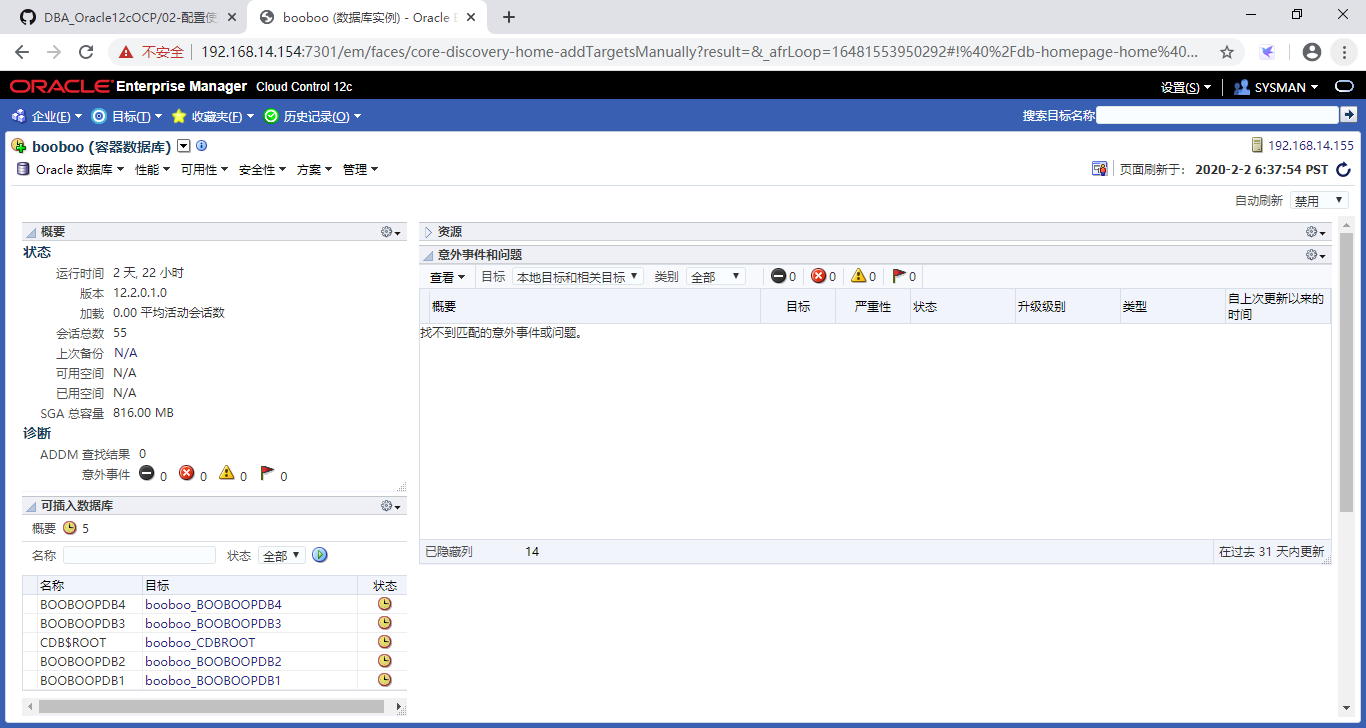 DBA_Oracle12cOCP/02-配置使
booboo (数据库实例) - Oracle E
不安全 192.168.14.154:7301/em/faces/core-discovery-home-addTargetsManually?result=&_afrLoop=16481553950292#!%40%2Fdb-homepage-home%40...
ORACLE Enterprise Manager Cloud Control 12c 设置(S) SYSMAN
企业(E) 目标(T) 收藏夹(F) 历史记录(O) 搜索目标名称
booboo (容器数据库) 192.168.14.155
Oracle 数据库 性能 可用性 安全性 方案 管理 页面刷新于: 2020-2-2 6:37:54 PST
自动刷新 禁用
概要
状态
运行时间 2 天, 22 小时
版本 12.2.0.1.0
加载 0.00 平均活动会话数
会话总数 55
上次备份 N/A
可用空间 N/A
已用空间 N/A
SGA 总容量 816.00 MB
诊断
ADDM 查找结果 0
意外事件 0 0 0 0
可插入数据库
概要 5
名称 状态 全部
名称 目标 状态
BOOBOOPDB4 booboo_BOOBOOPDB4
BOOBOOPDB3 booboo_BOOBOOPDB3
CDB$ROOT booboo_CDBROOT
BOOBOOPDB2 booboo_BOOBOOPDB2
BOOBOOPDB1 booboo_BOOBOOPDB1
资源
意外事件和问题
查看 目标 本地目标和相关目标 类别 全部 0 0 0 0
概要 目标 严重性 状态 升级级别 类型 自上次更新以来的
时间
找不到匹配的意外事件或问题。
已隐藏列 14 在过去 31 天内更新